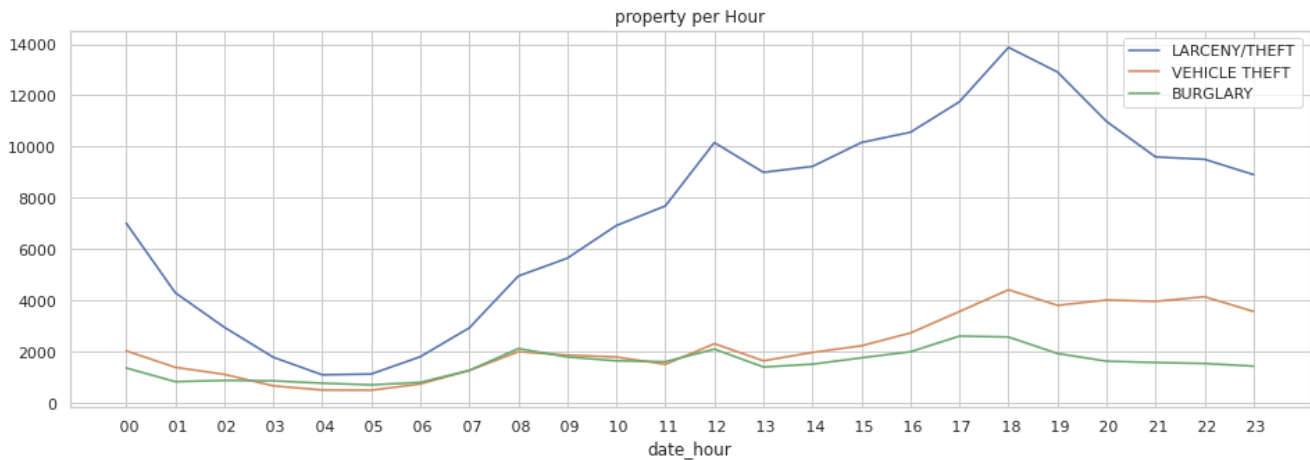 property per Hour
14000
12000
10000
8000
6000
4000
2000
0
LARCENY/THEFT
VEHICLE THEFT
BURGLARY
00 01 02 03 04 05 06 07 08 09 10 11 12 13 14 15 16 17 18 19 20 21 22 23
date_hour